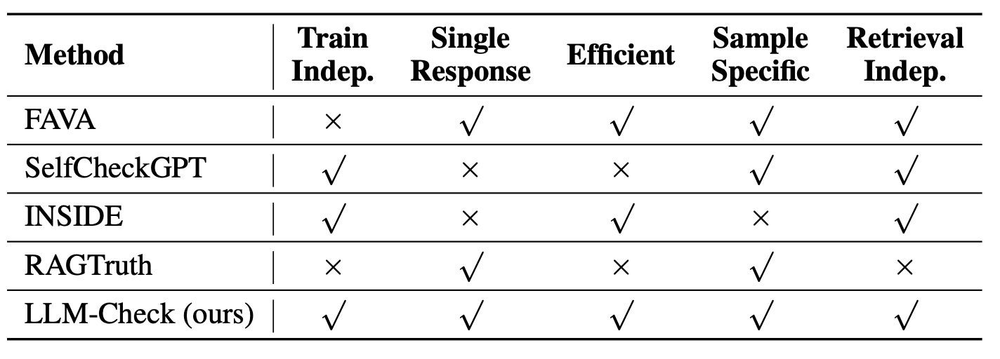 Method Train Indep. Single Response Efficient Sample Specific Retrieval Indep.
FAVA × √ √ √ √
SelfCheckGPT √ × × √ √
INSIDE √ × √ × √
RAGTruth × √ × √ ×
LLM-Check (ours) √ √ √ √ √